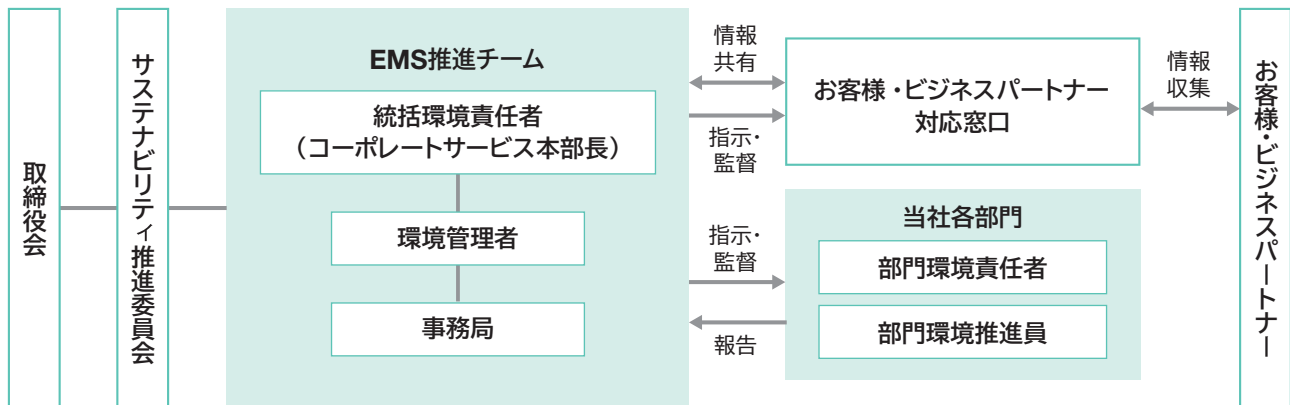 取締役会
サステナビリティ推進委員会
EMS推進チーム
統括環境責任者
（コーポレートサービス本部長）
環境管理者
事務局
情報
共有
指示・
監督
指示・
監督
報告
お客様・ビジネスパートナー
対応窓口
当社各部門
部門環境責任者
部門環境推進員
情報
収集
お客様・ビジネスパートナー